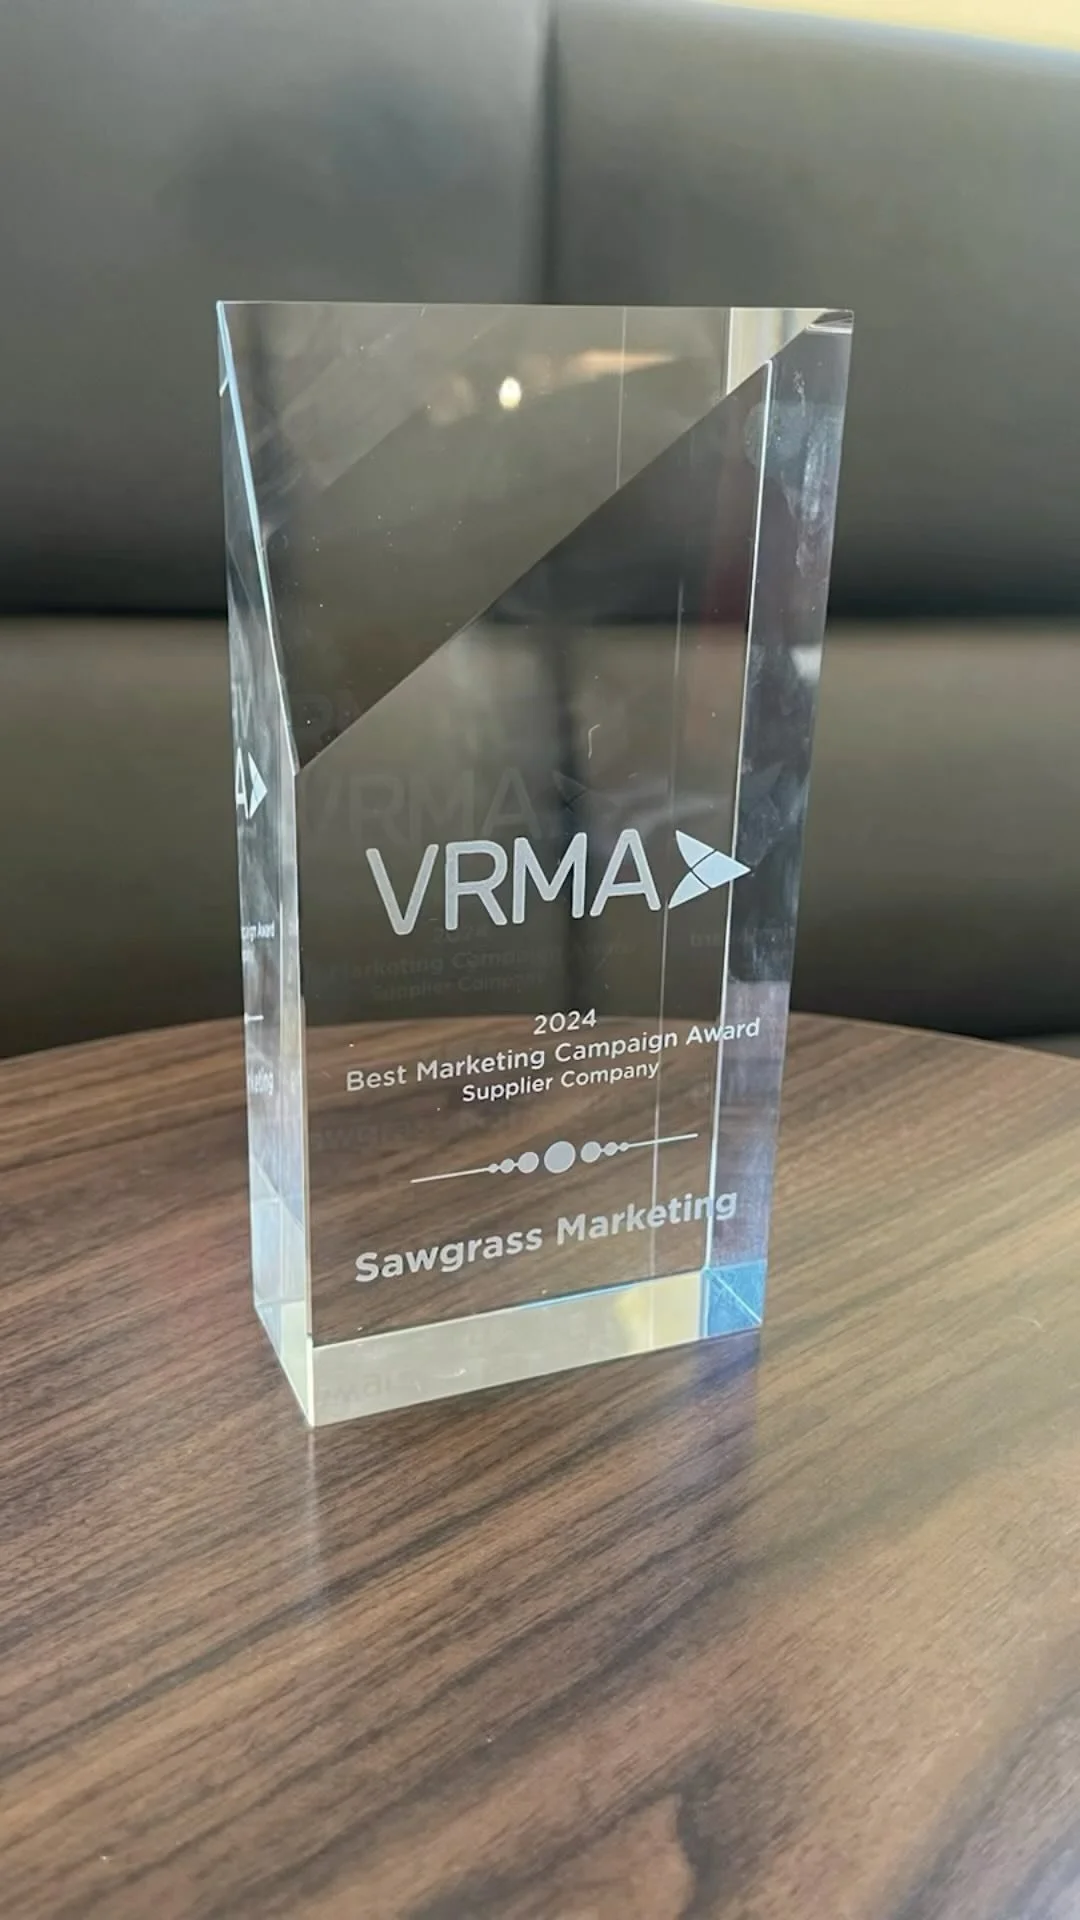 VRMA
2024
Best Marketing Campaign Award
Supplier Company
Sawgrass Marketing